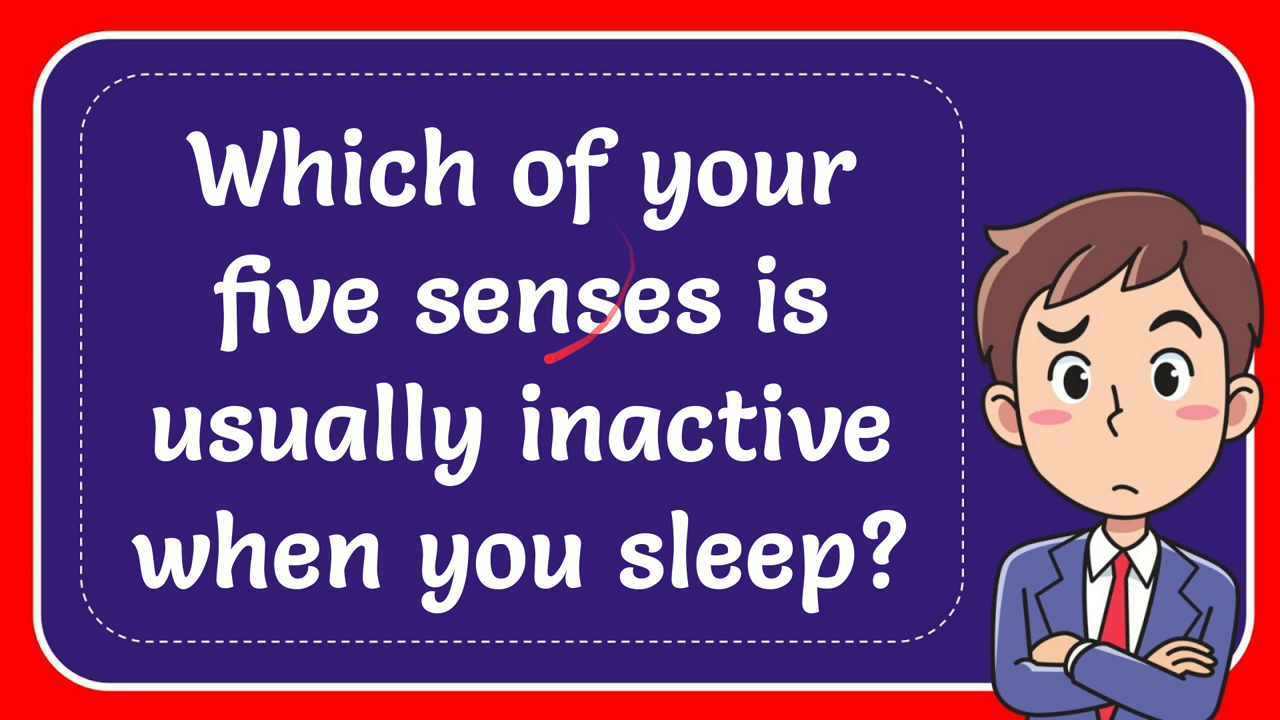 Which of your
five senses is
usually inactive
when you sleep?